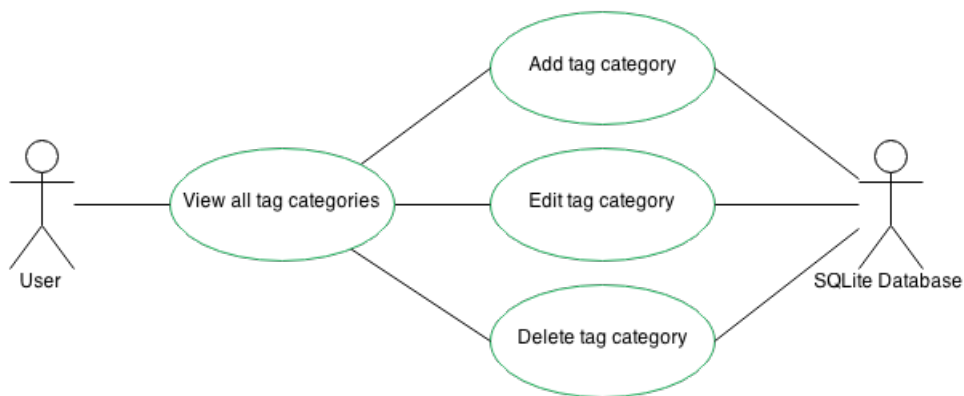 Add tag category
View all tag categories
Edit tag category
User
SQLite Database
Delete tag category